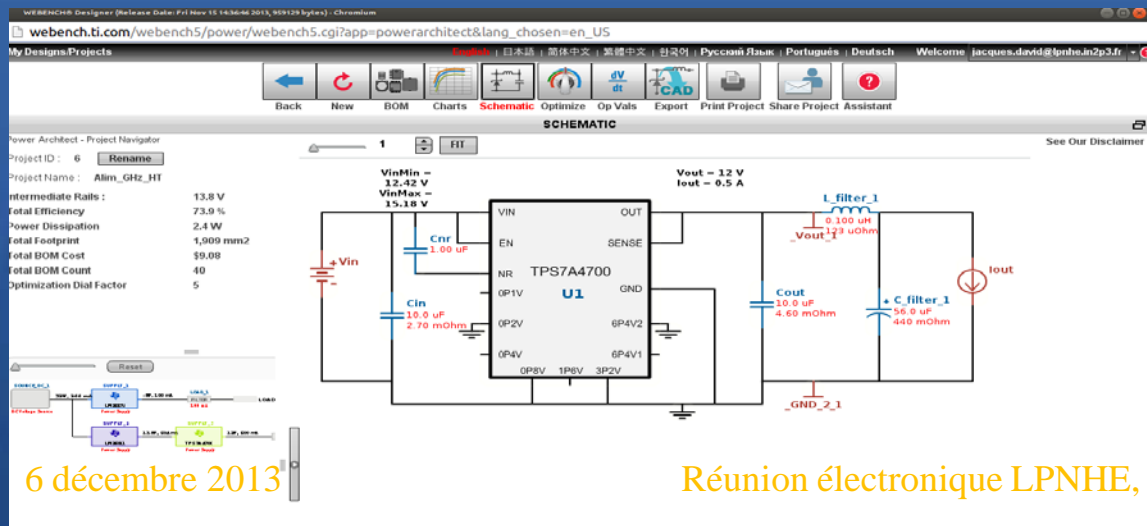 WEBENCH® Designer (Release Date: Fri Nov 15 14:36:46 2013, 959129 bytes) - Chromium
webench.ti.com/webench5/power/webench5.cgi?app=powerarchitect&lang_chosen=en_US
My Designs/Projects
English | 日本語 | 简体中文 | 繁體中文 | 한국어 | Русский Язык | Português | Deutsch Welcome jacques.david@lpnhe.in2p3.fr
Back New BOM Charts Schematic Optimize Op Vals Export Print Project Share Project Assistant
dV
dt
CAD
SCHEMATIC
Power Architect - Project Navigator
See Our Disclaimer
1 FIT
Project ID : 6 Rename
Project Name : Alim_GHz_HT
Intermediate Rails : 13.8 V
Total Efficiency 73.9 %
Power Dissipation 2.4 W
Total Footprint 1,909 mm2
Total BOM Cost $9.08
Total BOM Count 40
Optimization Dial Factor 5
Reset
VinMin =
12.42 V
VinMax =
15.18 V
Vout = 12 V
Iout = 0.5 A
+ Vin
-
Cnr
1.00 uF
Cin
10.0 uF
2.70 mOhm
VIN OUT
EN SENSE
NR TPS7A4700
GND
0P1V U1
0P2V 6P4V2
0P4V 6P4V1
0P8V 1P6V 3P2V
L_filter_1
0.100 uH
123 uOhm
_Vout_1
Cout
10.0 uF
4.60 mOhm
+ C_filter_1
56.0 uF
440 mOhm
Iout
_GND_2_1
SUPPLY_1
LOAD_1
LOAD
6 décembre 2013
Réunion électronique LPNHE,